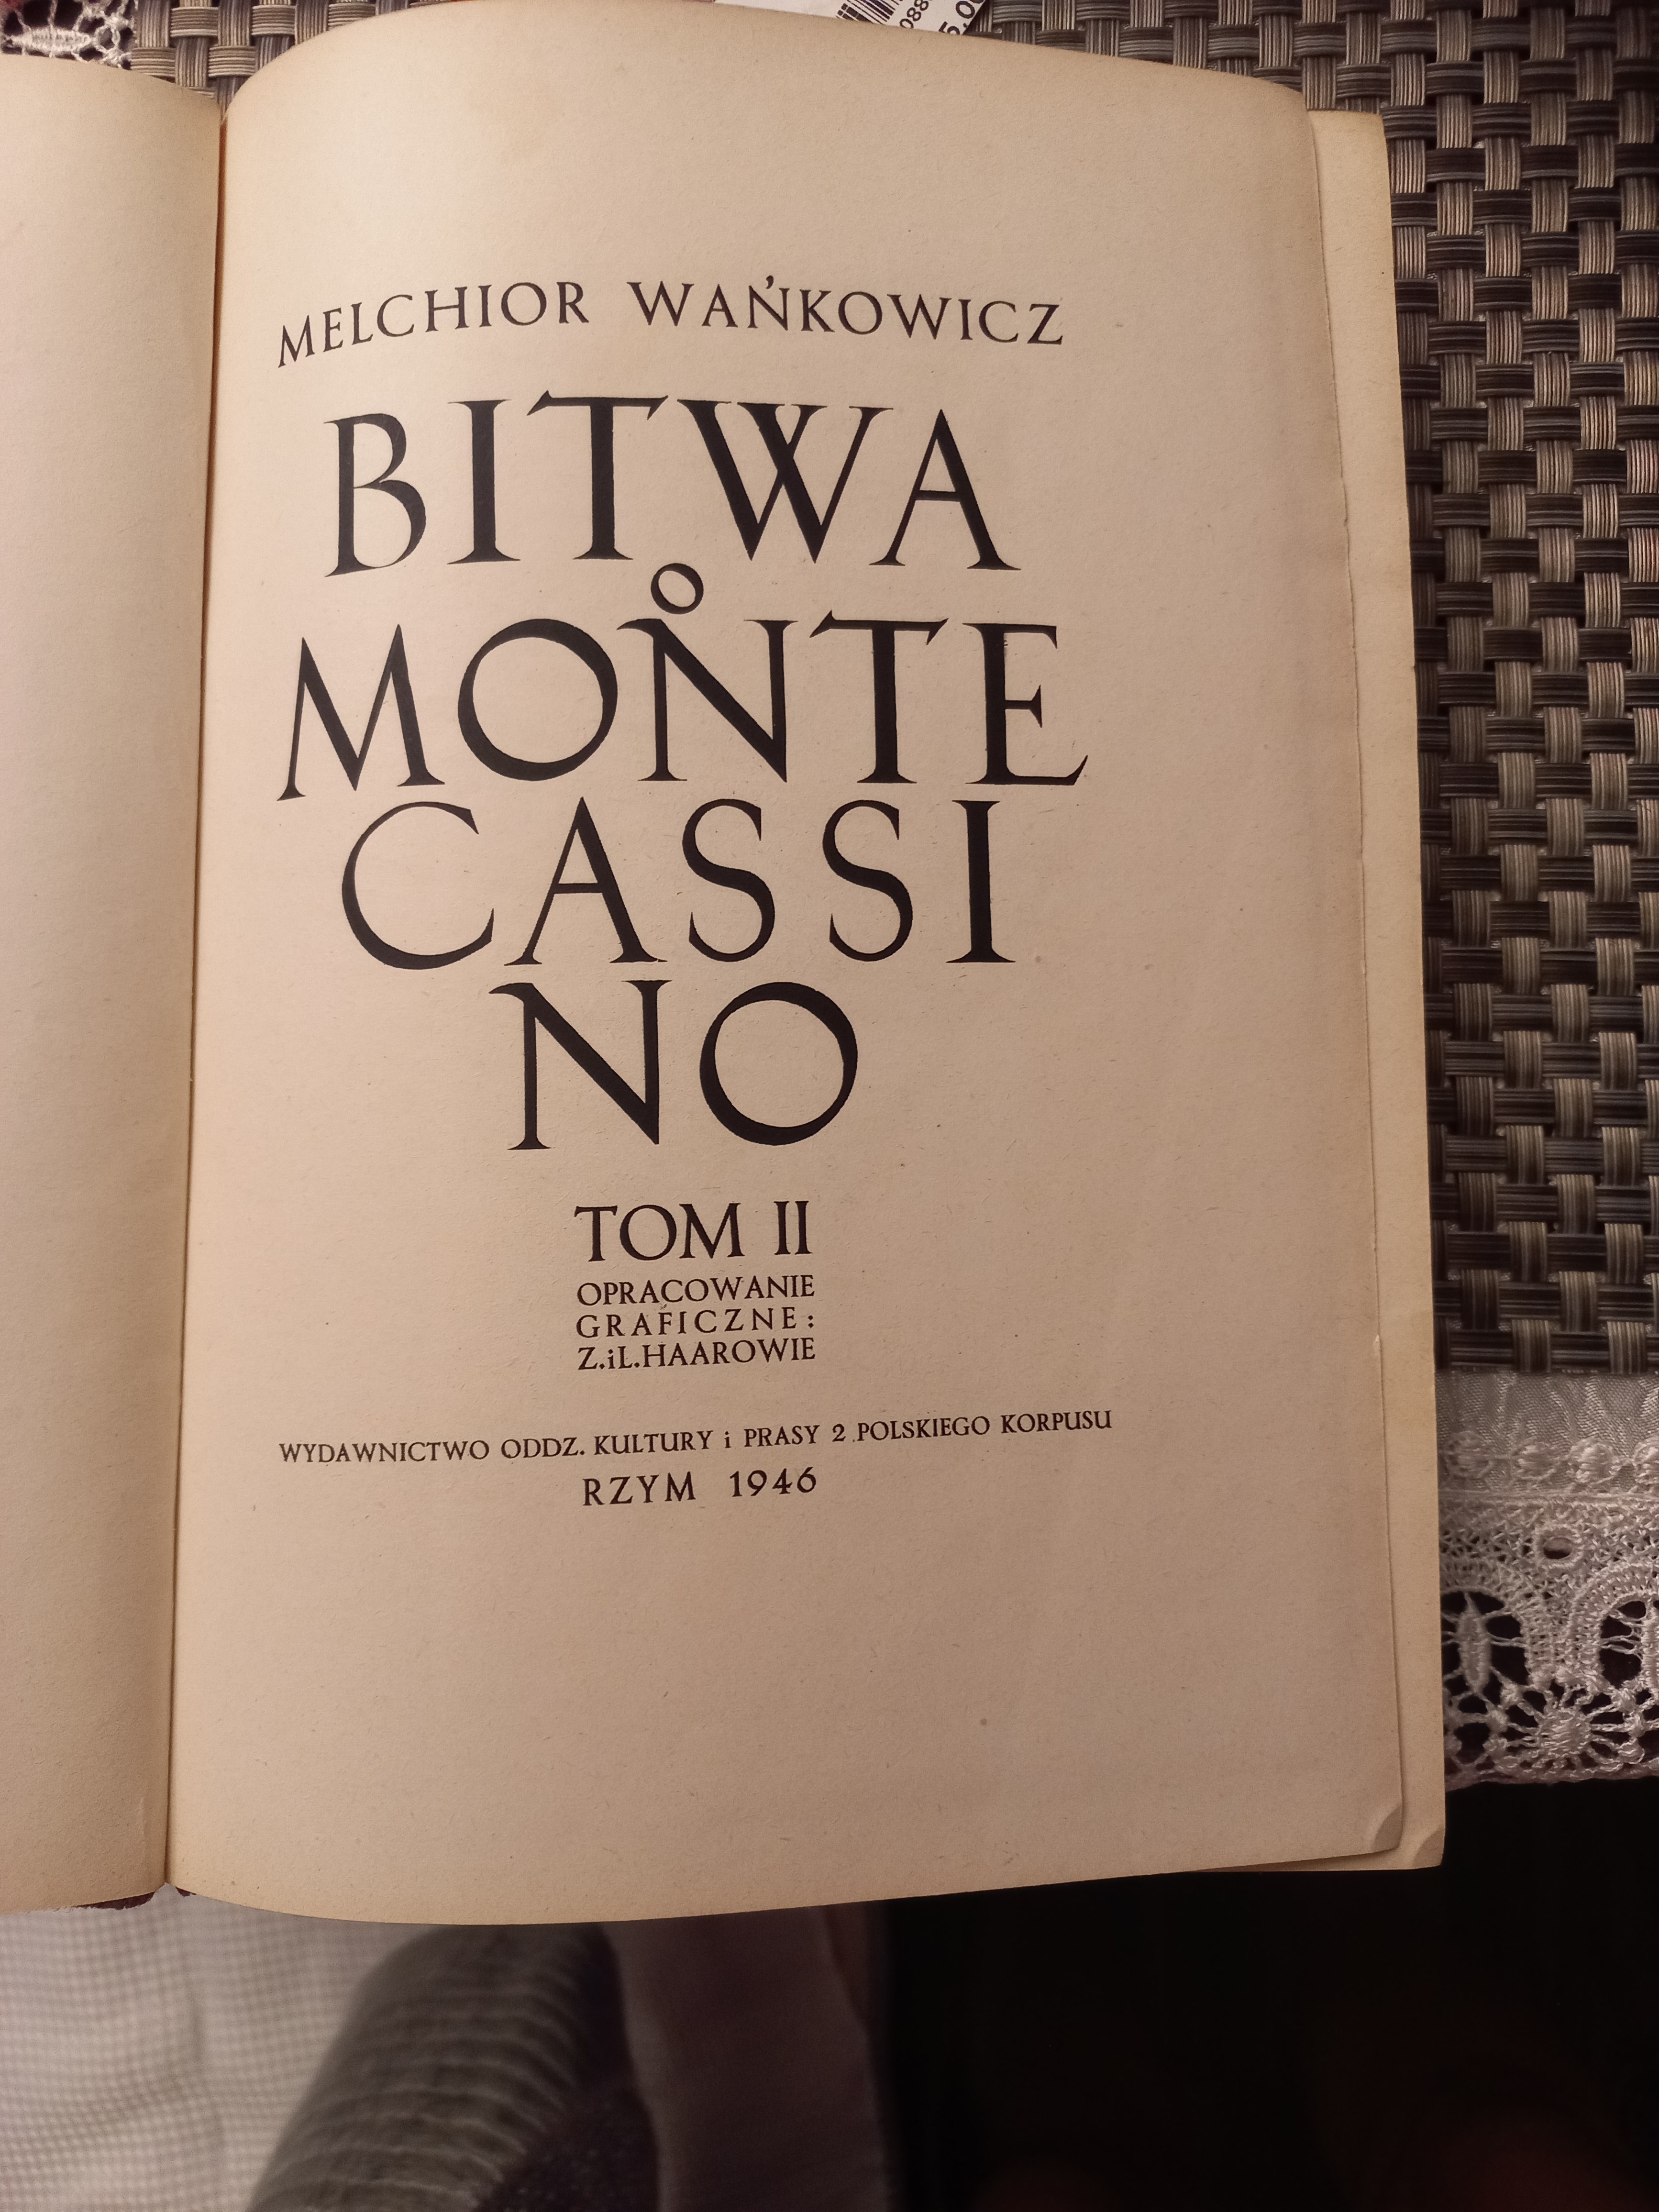 MELCHIOR WAŃKOWICZ
BITWA
O
MONTE
CASSI
NO
TOM II
OPRACOWANIE
GRAFICZNE:
Z.iL.HAAROWIE
WYDAWNICTWO ODDZ. KULTURY i PRASY 2 POLSKIEGO KORPUSU
RZYM 1946